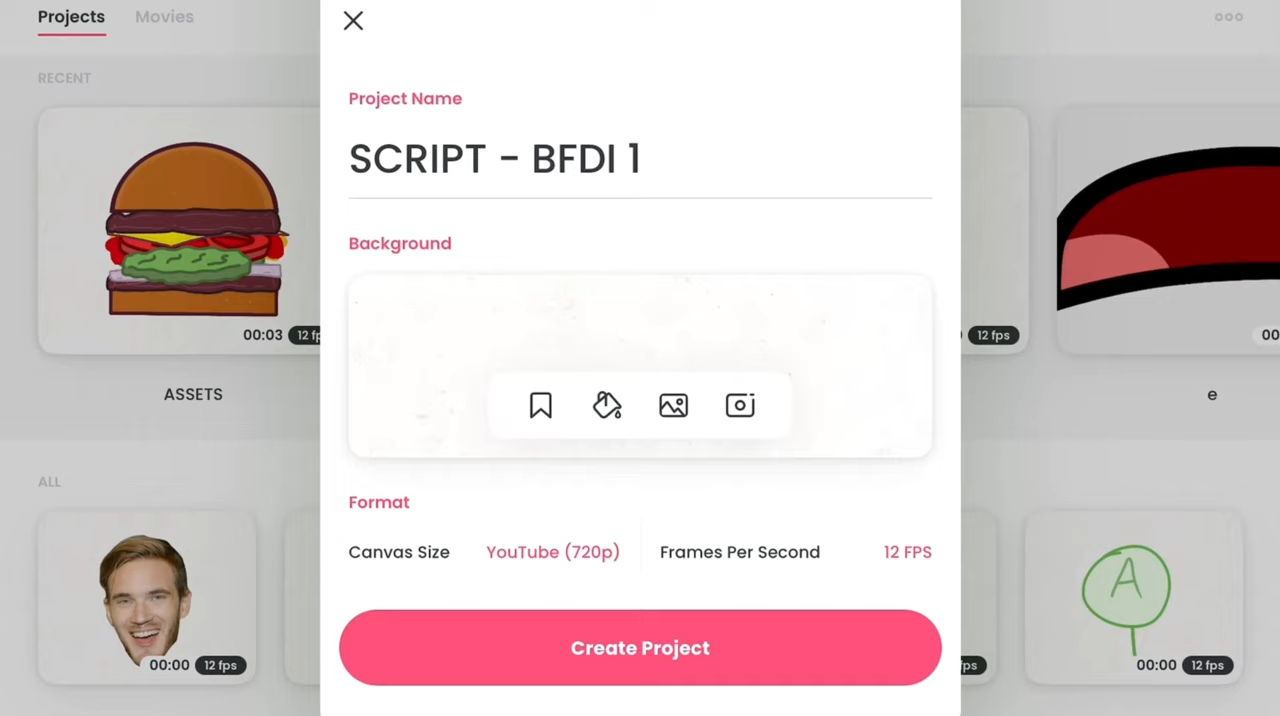 Projects Movies
RECENT
Project Name
SCRIPT - BFDI 1
Background
00:03 12
12 fps
00
ASSETS
e
ALL
Format
Canvas Size YouTube (720p) Frames Per Second 12 FPS
A
00:00 12 fps
00:00 12 fps
Create Project